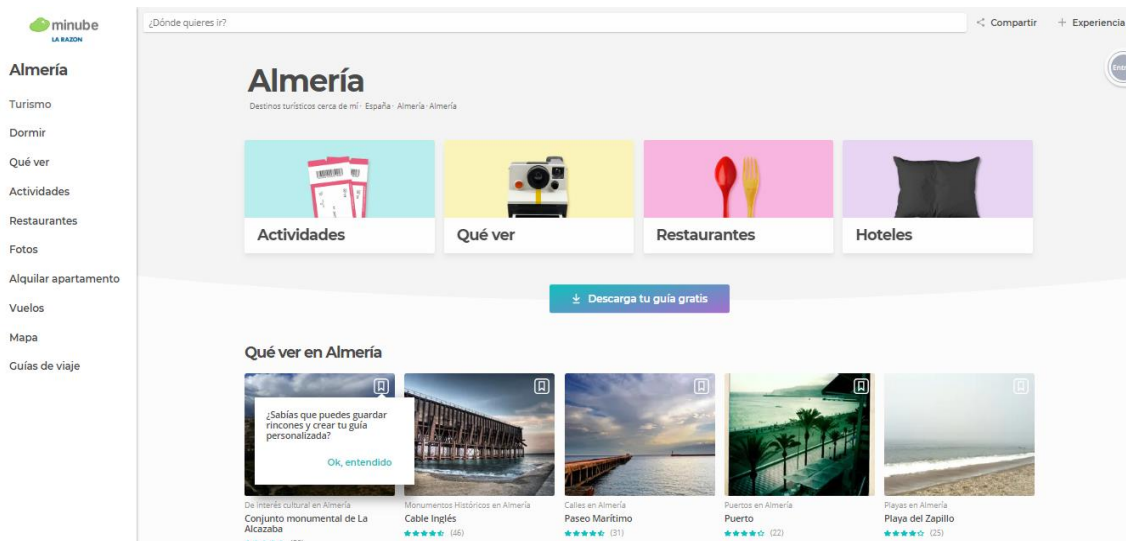 minube
LA RAZON
¿Dónde quieres ir?
Compartir
+ Experiencia
Almería
Turismo
Dormir
Qué ver
Actividades
Restaurantes
Fotos
Alquilar apartamento
Vuelos
Mapa
Guías de viaje
Almería
Destinos turísticos cerca de mí · España · Almería · Almería
Actividades
Qué ver
Restaurantes
Hoteles
Descarga tu guía gratis
Qué ver en Almería
¿Sabías que puedes guardar
rincones y crear tu guía
personalizada?
Ok, entendido
De interés cultural en Almería
Conjunto monumental de La
Alcazaba
Monumentos Históricos en Almería
Cable Inglés
(46)
Calles en Almería
Paseo Marítimo
(31)
Puertos en Almería
Puerto
(22)
Playas en Almería
Playa del Zapillo
(25)